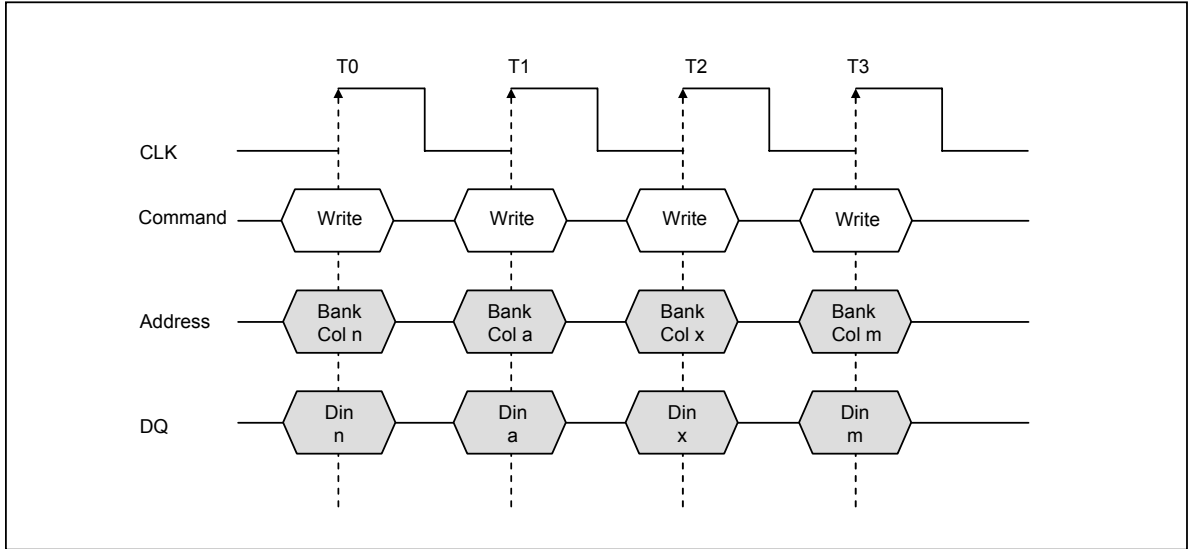 T0 T1 T2 T3
CLK
Command Write Write Write Write
Address Bank Col n Bank Col a Bank Col x Bank Col m
DQ Din n Din a Din x Din m